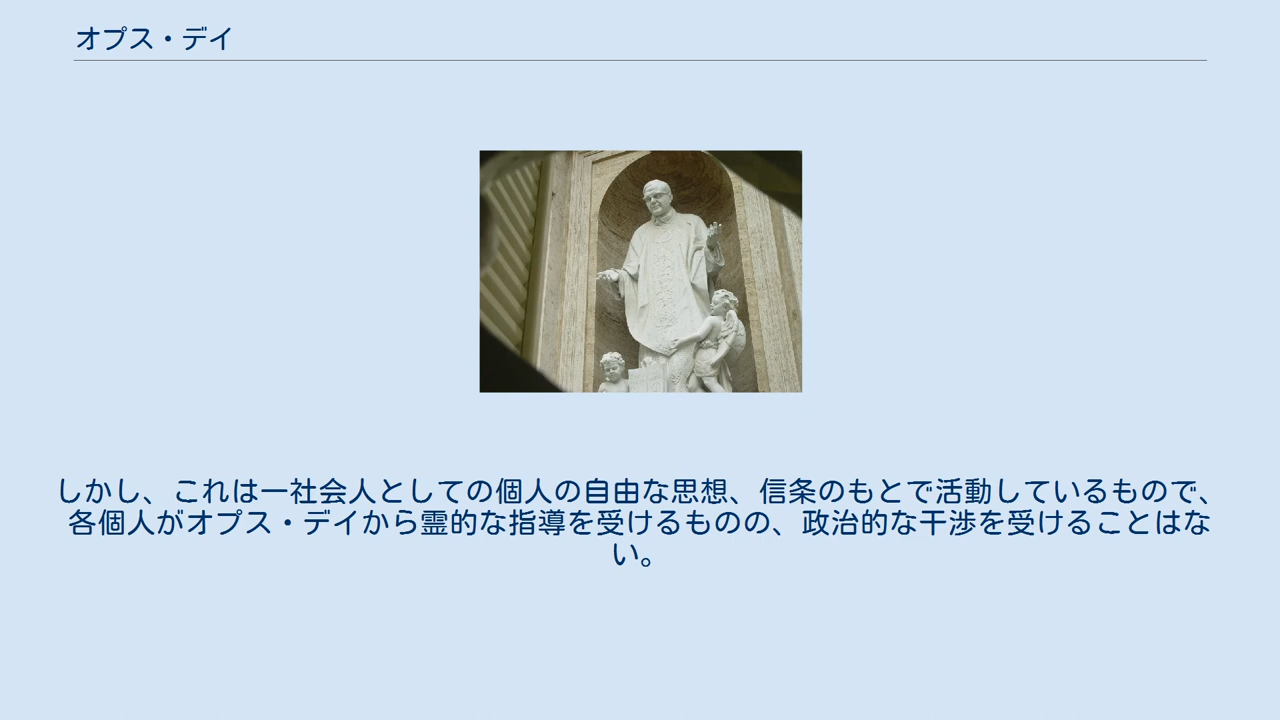 オプス・デイ
しかし、これは一社会人としての個人の自由な思想、信条のもとで活動しているもので、
各個人がオプス・デイから霊的な指導を受けるものの、政治的な干渉を受けることはな
い。